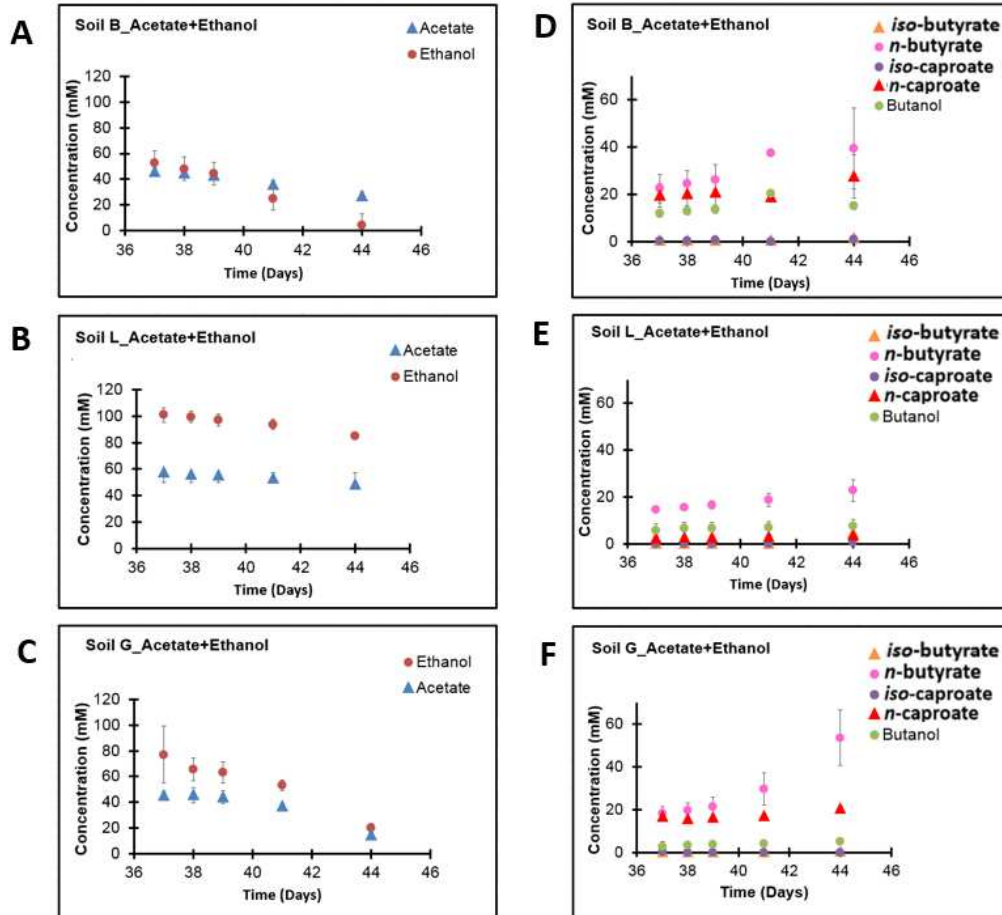 A
Soil B_Acetate+Ethanol
Acetate
Ethanol
Concentration (mM)
120
100
80
60
40
20
0
36 38 40 42 44 46
Time (Days)
D
Soil B_Acetate+Ethanol
iso-butyrate
n-butyrate
iso-caproate
n-caproate
Butanol
Concentration (mM)
60
40
20
0
36 38 40 42 44 46
Time (Days)
B
Soil L_Acetate+Ethanol
Acetate
Ethanol
Concentration (mM)
120
100
80
60
40
20
0
36 38 40 42 44 46
Time (Days)
E
Soil L_Acetate+Ethanol
iso-butyrate
n-butyrate
iso-caproate
n-caproate
Butanol
Concentration (mM)
60
40
20
0
36 38 40 42 44 46
Time (Days)
C
Soil G_Acetate+Ethanol
Ethanol
Acetate
Concentration (mM)
120
100
80
60
40
20
0
34 36 38 40 42 44 46
Time (Days)
F
Soil G_Acetate+Ethanol
iso-butyrate
n-butyrate
iso-caproate
n-caproate
Butanol
Concentration (mM)
60
40
20
0
36 38 40 42 44 46
Time (Days)